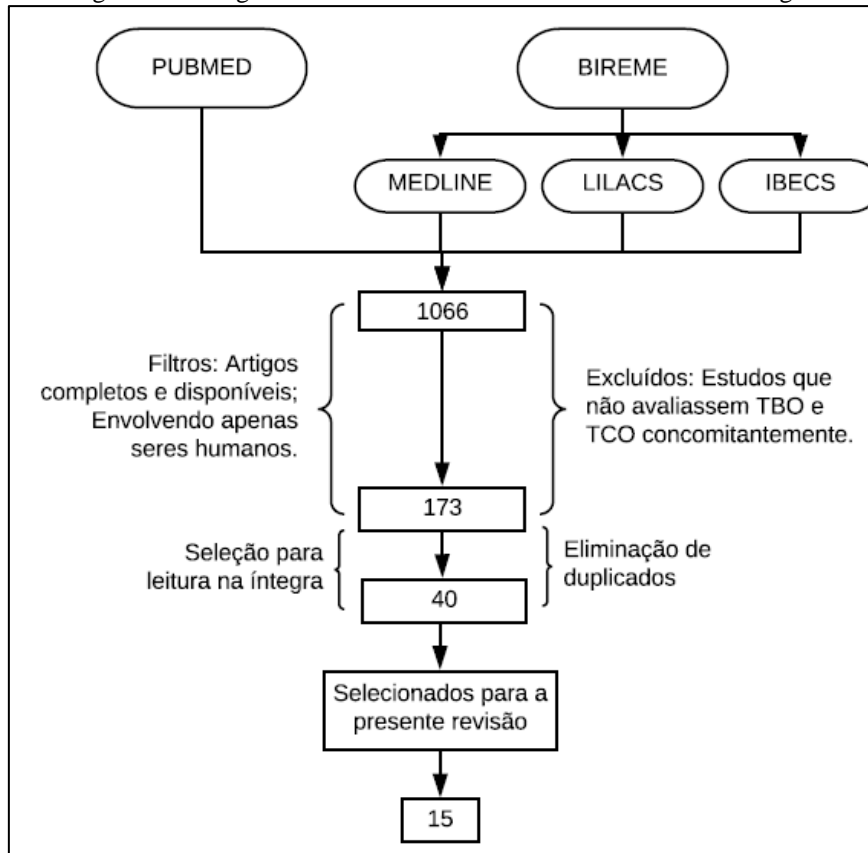 PUBMED
BIREME
MEDLINE
LILACS
IBECS
1066
Filtros: Artigos
completos e disponíveis;
Envolvendo apenas
seres humanos.
Excluídos: Estudos que
não avaliassem TBO e
TCO concomitantemente.
173
Seleção para
leitura na íntegra
Eliminação de
duplicados
40
Selecionados para a
presente revisão
15